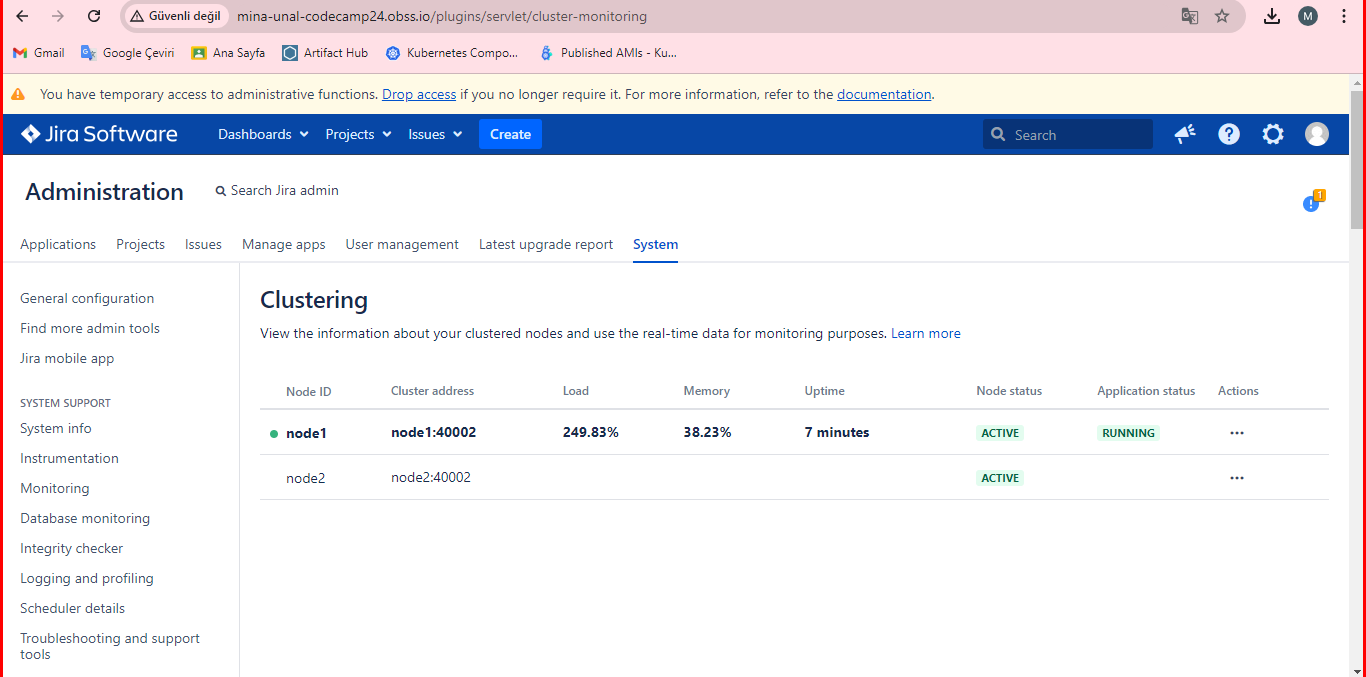 Güvenli değil mina-unal-codecamp24.obss.io/plugins/servlet/cluster-monitoring M
Gmail Google Çeviri Ana Sayfa Artifact Hub Kubernetes Compo... Published AMIs - Ku...
You have temporary access to administrative functions. Drop access if you no longer require it. For more information, refer to the documentation.
Jira Software Dashboards Projects Issues Create Search
Administration Search Jira admin
1
Applications Projects Issues Manage apps User management Latest upgrade report System
General configuration
Find more admin tools
Jira mobile app
SYSTEM SUPPORT
System info
Instrumentation
Monitoring
Database monitoring
Integrity checker
Logging and profiling
Scheduler details
Troubleshooting and support
tools
Clustering
View the information about your clustered nodes and use the real-time data for monitoring purposes. Learn more
Node ID Cluster address Load Memory Uptime Node status Application status Actions
node1 node1:40002 249.83% 38.23% 7 minutes ACTIVE RUNNING
node2 node2:40002 ACTIVE